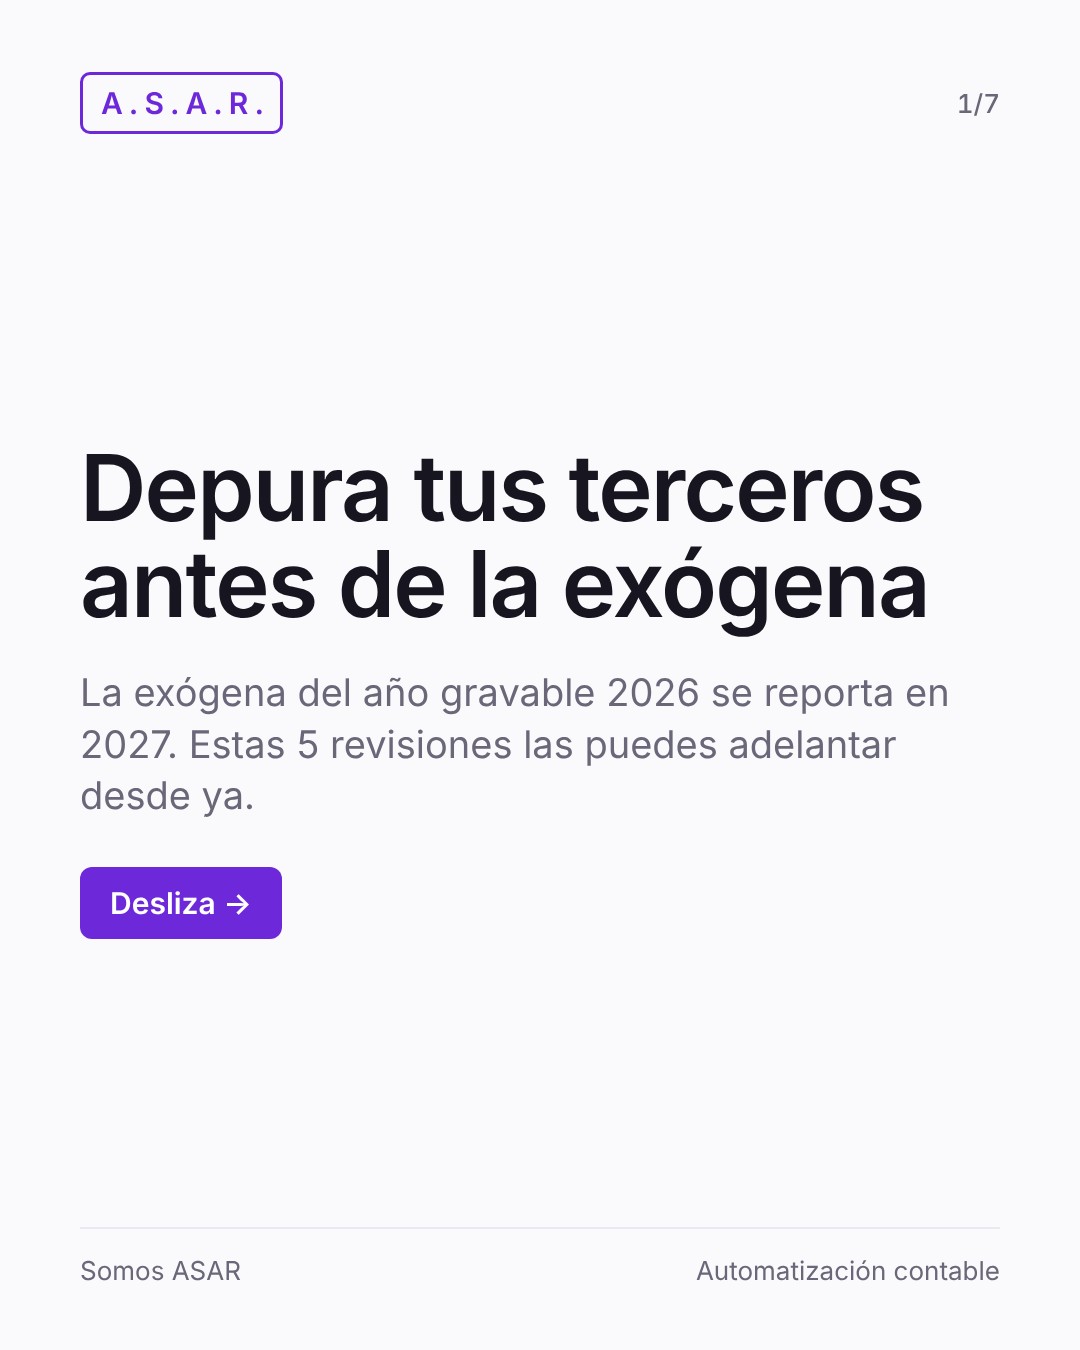 A.S.A.R.
1/7
Depura tus terceros
antes de la exógena
La exógena del año gravable 2026 se reporta en
2027. Estas 5 revisiones las puedes adelantar
desde ya.
Desliza →
Somos ASAR
Automatización contable